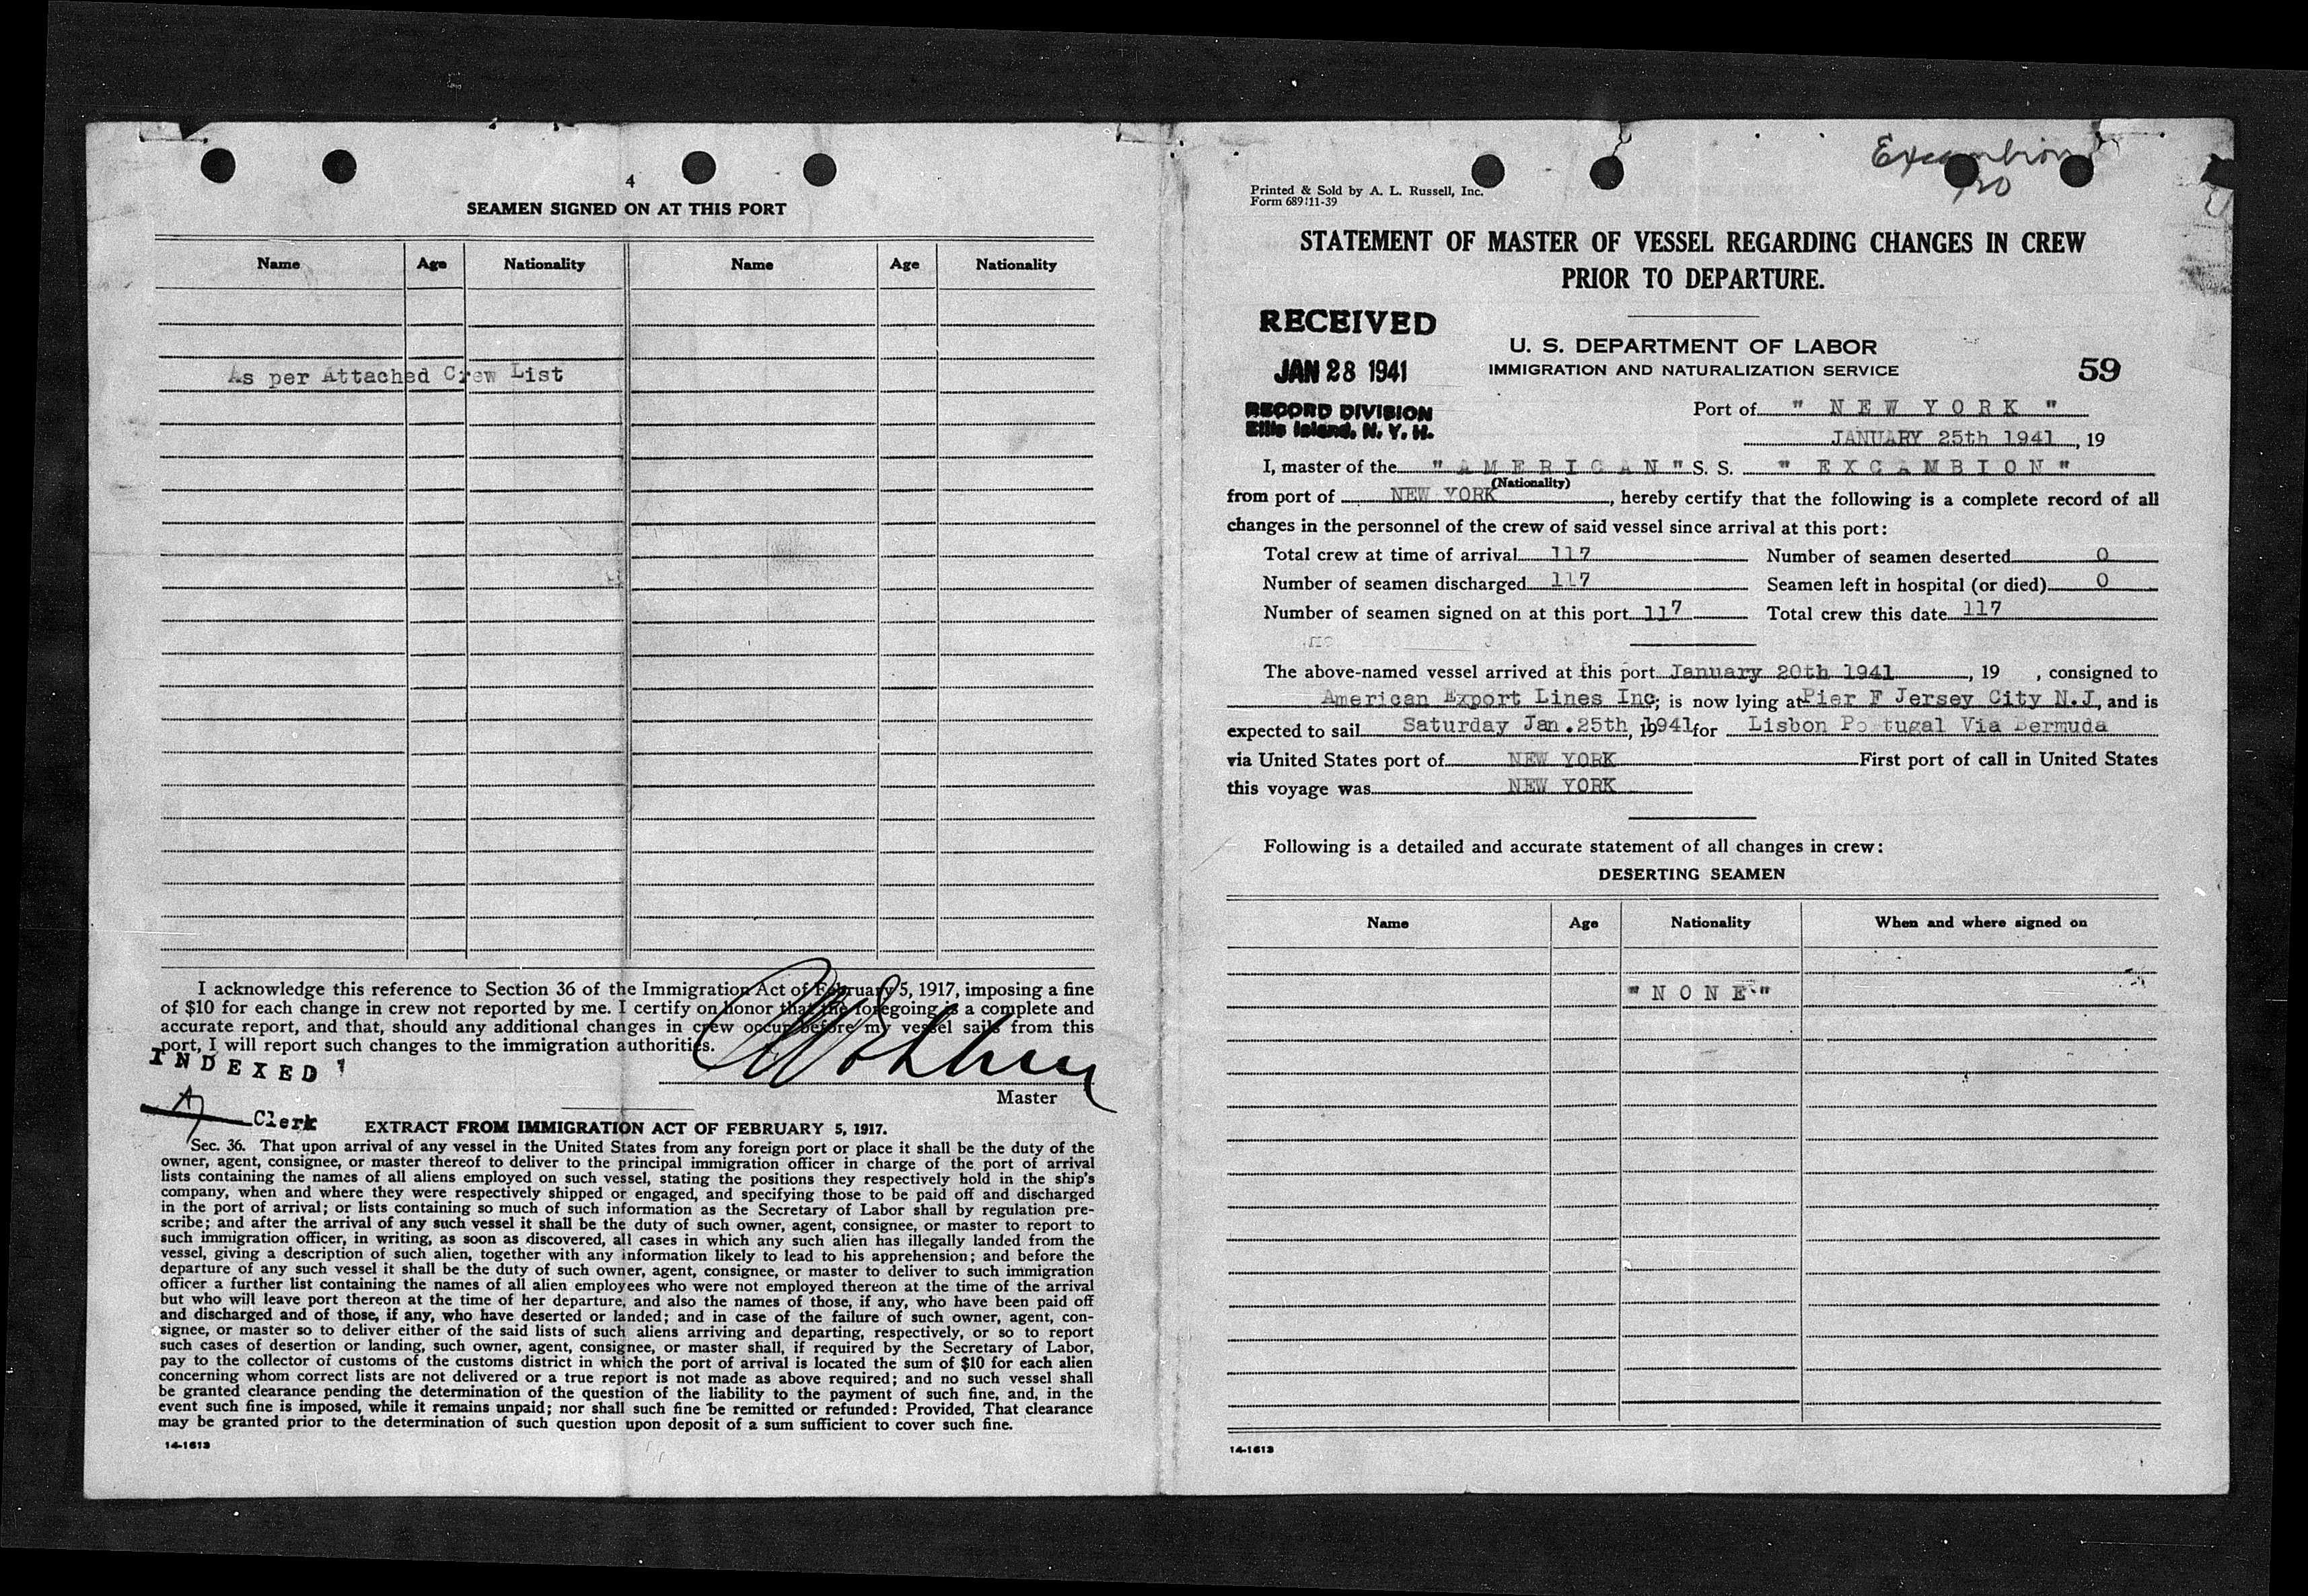 4
SEAMEN SIGNED ON AT THIS PORT
Name Age Nationality Name Age Nationality
As per Attached Crew List
I acknowledge this reference to Section 36 of the Immigration Act of February 5, 1917, imposing a fine
of $10 for each change in crew not reported by me. I certify on honor that the foregoing is a complete and
accurate report, and that, should any additional changes in crew occur before my vessel sails from this
port, I will report such changes to the immigration authorities.
INDEXED
Master
Clerk
EXTRACT FROM IMMIGRATION ACT OF FEBRUARY 5, 1917.
Sec. 36. That upon arrival of any vessel in the United States from any foreign port or place it shall be the duty of the
owner, agent, consignee, or master thereof to deliver to the principal immigration officer in charge of the port of arrival
lists containing the names of all aliens employed on such vessel, stating the positions they respectively hold in the ship's
company, when and where they were respectively shipped or engaged, and specifying those to be paid off and discharged
in the port of arrival; or lists containing so much of such information as the Secretary of Labor shall by regulation pre-
scribe; and after the arrival of any such vessel it shall be the duty of such owner, agent, consignee, or master to report to
such immigration officer, in writing, as soon as discovered, all cases in which any such alien has illegally landed from the
vessel, giving a description of such alien, together with any information likely to lead to his apprehension; and before the
departure of any such vessel it shall be the duty of such owner, agent, consignee, or master to deliver to such immigration
officer a further list containing the names of all alien employees who were not employed thereon at the time of the arrival
but who will leave port thereon at the time of her departure, and also the names of those, if any, who have been paid off
and discharged and of those, if any, who have deserted or landed; and in case of the failure of such owner, agent, con-
signee, or master so to deliver either of the said lists of such aliens arriving and departing, respectively, or so to report
such cases of desertion or landing, such owner, agent, consignee, or master shall, if required by the Secretary of Labor,
pay to the collector of customs of the customs district in which the port of arrival is located the sum of $10 for each alien
concerning whom correct lists are not delivered or a true report is not made as above required; and no such vessel shall
be granted clearance pending the determination of the question of the liability to the payment of such fine, and, in the
event such fine is imposed, while it remains unpaid; nor shall such fine be remitted or refunded: Provided, That clearance
may be granted prior to the determination of such question upon deposit of a sum sufficient to cover such fine.
14-1613
Excambion
Printed & Sold by A. L. Russell, Inc.
Form 689 11-39
STATEMENT OF MASTER OF VESSEL REGARDING CHANGES IN CREW
PRIOR TO DEPARTURE.
RECEIVED
JAN 28 1941
RECORD DIVISION
Ellis Island, N. Y. H.
U. S. DEPARTMENT OF LABOR
IMMIGRATION AND NATURALIZATION SERVICE
59
Port of " NEW YORK "
JANUARY 25th 1941, 19
I, master of the " AMERICAN " S. S. " EXCAMBION "
(Nationality)
from port of NEW YORK, hereby certify that the following is a complete record of all
changes in the personnel of the crew of said vessel since arrival at this port:
Total crew at time of arrival 117 Number of seamen deserted 0
Number of seamen discharged 117 Seamen left in hospital (or died) 0
Number of seamen signed on at this port 117 Total crew this date 117
The above-named vessel arrived at this port January 20th 1941, 19 , consigned to
American Export Lines Inc; is now lying at Pier F Jersey City N.J, and is
expected to sail Saturday Jan.25th, 1941 for Lisbon Portugal Via Bermuda
via United States port of NEW YORK First port of call in United States
this voyage was NEW YORK
Following is a detailed and accurate statement of all changes in crew:
DESERTING SEAMEN
Name Age Nationality When and where signed on
"NONE"
14-1613